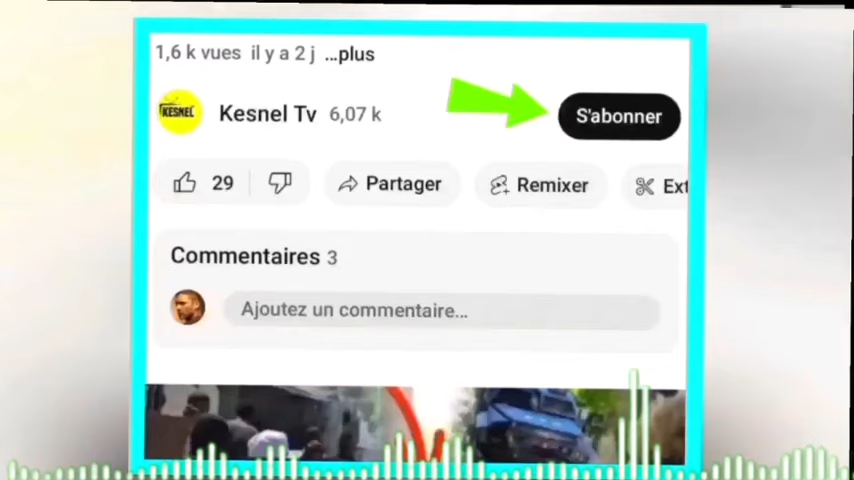 1,6 k vues il y a 2 j ...plus
KESNEL
Kesnel Tv 6,07 k
S'abonner
29
Partager
Remixer
Ext
Commentaires 3
Ajoutez un commentaire...